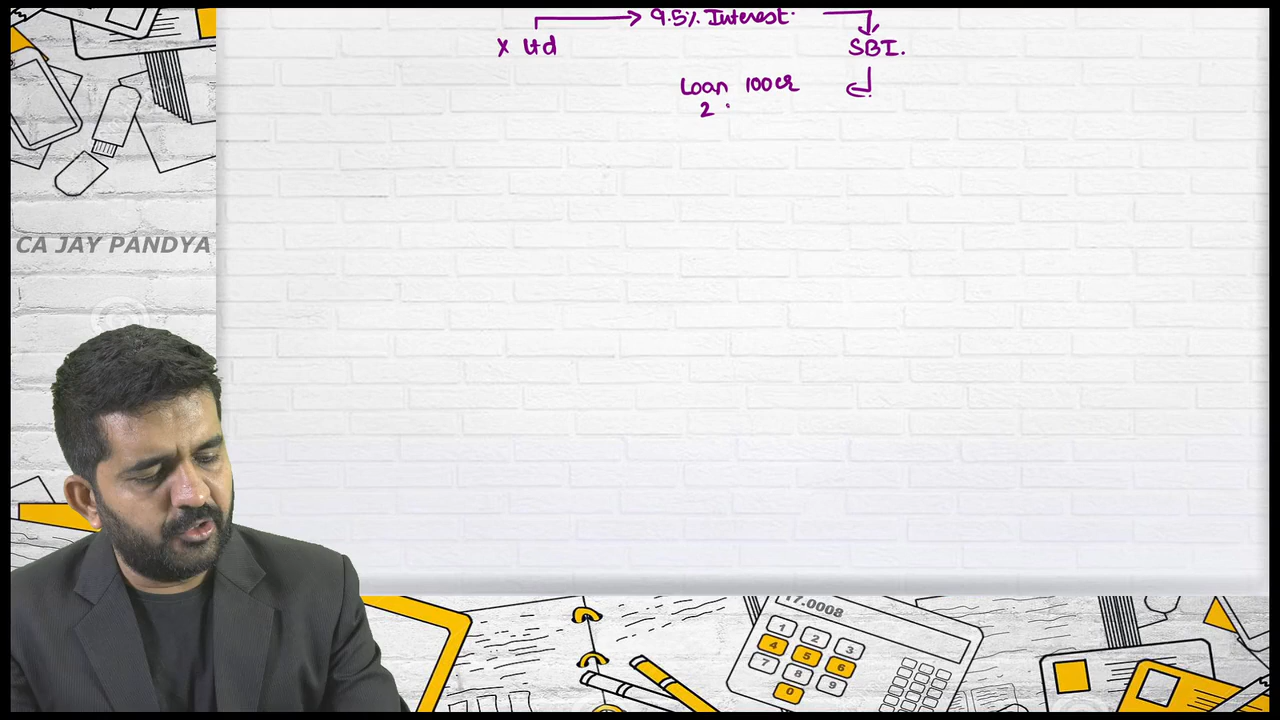 9.5% Interest.
X Ltd
SBI.
Loan 100cr
2
CA JAY PANDYA
17.0008
1
2
3
4
5
6
7
8
9
0